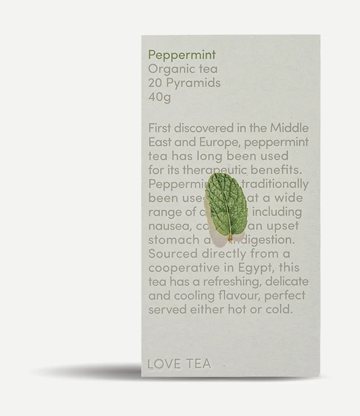 Peppermint
Organic tea
20 Pyramids
40g
First discovered in the Middle
East and Europe, peppermint
tea has long been used
for its therapeutic benefits.
traditionally
been at a wide
range of including
nausea, an upset
stomach
Sourced directly from a
cooperative in Egypt, this
tea has a refreshing, delicate
and cooling flavour, perfect
served either hot or cold.
LOVE TEA